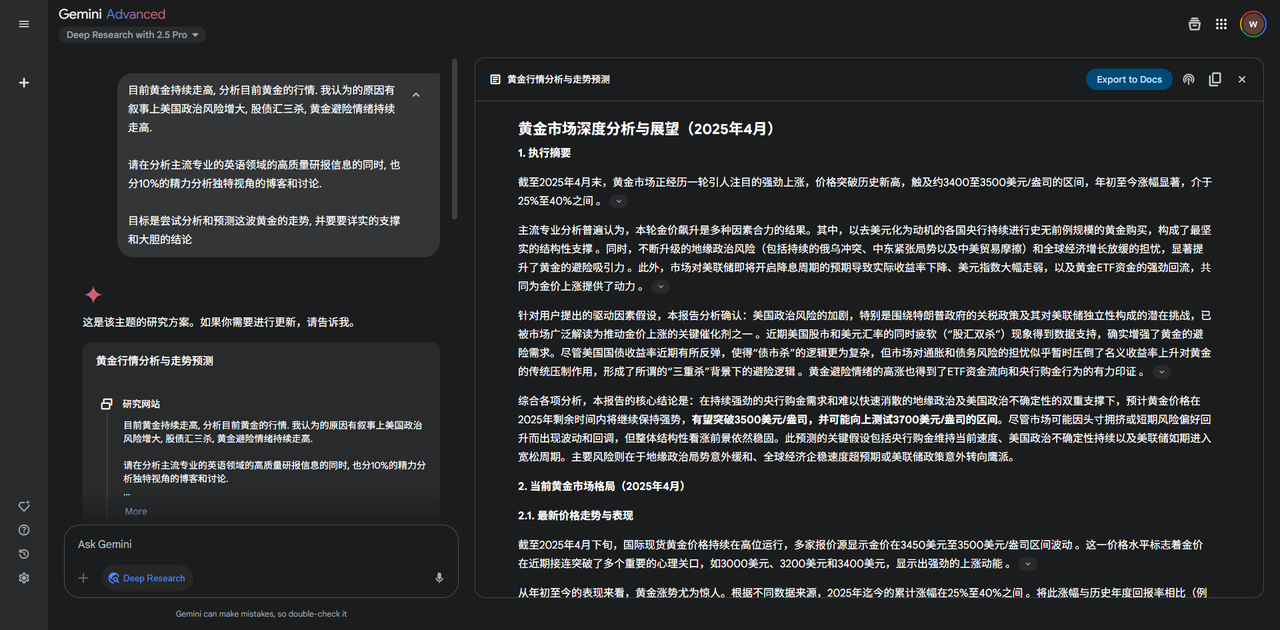 Gemini Advanced
Deep Research with 2.5 Pro
W
目前黄金持续走高, 分析目前黄金的行情. 我认为的原因有
叙事上美国政治风险增大, 股债汇三杀, 黄金避险情绪持续
走高.
请在分析主流专业的英语领域的高质量研报信息的同时, 也
分10%的精力分析独特视角的博客和讨论.
目标是尝试分析和预测这波黄金的走势, 并要要详实的支撑
和大胆的结论
这是该主题的研究方案。如果你需要进行更新，请告诉我。
黄金行情分析与走势预测
研究网站
目前黄金持续走高, 分析目前黄金的行情. 我认为的原因有叙事上美国政治
风险增大, 股债汇三杀, 黄金避险情绪持续走高.
请在分析主流专业的英语领域的高质量研报信息的同时, 也分10%的精力分
析独特视角的博客和讨论.
...
More
Ask Gemini
Deep Research
Gemini can make mistakes, so double-check it
黄金行情分析与走势预测
Export to Docs
黄金市场深度分析与展望（2025年4月）
1. 执行摘要
截至2025年4月末，黄金市场正经历一轮引人注目的强劲上涨，价格突破历史新高，触及约3400至3500美元/盎司的区间，年初至今涨幅显著，介于
25%至40%之间 。
主流专业分析普遍认为，本轮金价飙升是多种因素合力的结果。其中，以去美元化为动机的各国央行持续进行史无前例规模的黄金购买，构成了最坚
实的结构性支撑 。同时，不断升级的地缘政治风险（包括持续的俄乌冲突、中东紧张局势以及中美贸易摩擦）和全球经济增长放缓的担忧，显著提
升了黄金的避险吸引力 。此外，市场对美联储即将开启降息周期的预期导致实际收益率下降、美元指数大幅走弱，以及黄金ETF资金的强劲回流，共
同为金价上涨提供了动力 。
针对用户提出的驱动因素假设，本报告分析确认：美国政治风险的加剧，特别是围绕特朗普政府的关税政策及其对美联储独立性构成的潜在挑战，已
被市场广泛解读为推动金价上涨的关键催化剂之一 。近期美国股市和美元汇率的同时疲软（“股汇双杀”）现象得到数据支持，确实增强了黄金的避
险需求。尽管美国国债收益率近期有所反弹，使得“债市杀”的逻辑更为复杂，但市场对通胀和债务风险的担忧似乎暂时压倒了名义收益率上升对黄金
的传统压制作用，形成了所谓的“三重杀”背景下的避险逻辑 。黄金避险情绪的高涨也得到了ETF资金流向和央行购金行为的有力印证 。
综合各项分析，本报告的核心结论是：在持续强劲的央行购金需求和难以快速消散的地缘政治及美国政治不确定性的双重支撑下，预计黄金价格在
2025年剩余时间内将继续保持强势，有望突破3500美元/盎司，并可能向上测试3700美元/盎司的区间。尽管市场可能因头寸拥挤或短期风险偏好回
升而出现波动和回调，但整体结构性看涨前景依然稳固。此预测的关键假设包括央行购金维持当前速度、美国政治不确定性持续以及美联储如期进入
宽松周期。主要风险则在于地缘政治局势意外缓和、全球经济企稳速度超预期或美联储政策意外转向鹰派。
2. 当前黄金市场格局（2025年4月）
2.1. 最新价格走势与表现
截至2025年4月下旬，国际现货黄金价格持续在高位运行，多家报价源显示金价在3450美元至3500美元/盎司区间波动 。这一价格水平标志着金价
在近期接连突破了多个重要的心理关口，如3000美元、3200美元和3400美元，显示出强劲的上涨动能 。
从年初至今的表现来看，黄金涨势尤为惊人。根据不同数据来源，2025年迄今的累计涨幅在25%至40%之间 。将此涨幅与历史年度回报率相比（例